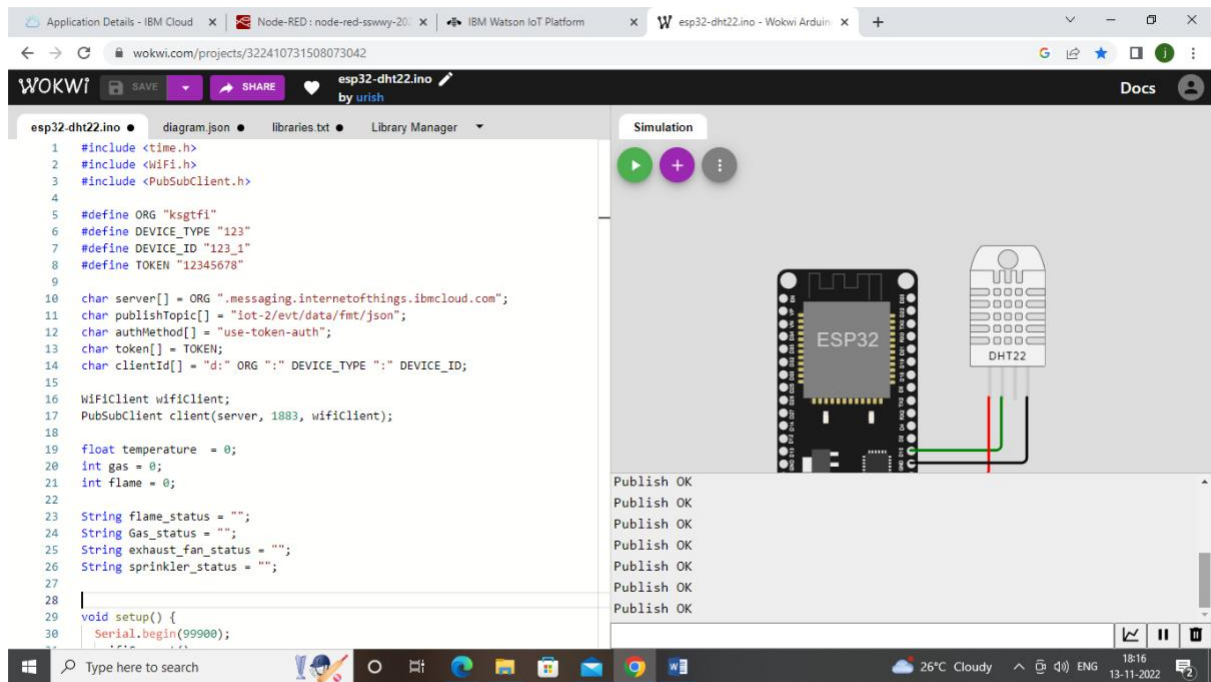 Application Details - IBM Cloud
Node-RED : node-red-sswwy-20
IBM Watson IoT Platform
esp32-dht22.ino - Wokwi Arduin
wokwi.com/projects/322410731508073042
WOKWI
SAVE
SHARE
esp32-dht22.ino
by urish
Docs
esp32-dht22.ino
diagram.json
libraries.txt
Library Manager
Simulation
1 #include <time.h>
2 #include <WiFi.h>
3 #include <PubSubClient.h>
4
5 #define ORG "ksgtfi"
6 #define DEVICE_TYPE "123"
7 #define DEVICE_ID "123_1"
8 #define TOKEN "12345678"
9
10 char server[] = ORG ".messaging.internetofthings.ibmcloud.com";
11 char publishTopic[] = "iot-2/evt/data/fmt/json";
12 char authMethod[] = "use-token-auth";
13 char token[] = TOKEN;
14 char clientId[] = "d:" ORG ":" DEVICE_TYPE ":" DEVICE_ID;
15
16 WiFiClient wifiClient;
17 PubSubClient client(server, 1883, wifiClient);
18
19 float temperature = 0;
20 int gas = 0;
21 int flame = 0;
22
23 String flame_status = "";
24 String Gas_status = "";
25 String exhaust_fan_status = "";
26 String sprinkler_status = "";
27
28
29 void setup() {
30 Serial.begin(99900);
ESP32
DHT22
Publish OK
Publish OK
Publish OK
Publish OK
Publish OK
Publish OK
Publish OK
Type here to search
26°C Cloudy
ENG
18:16
13-11-2022